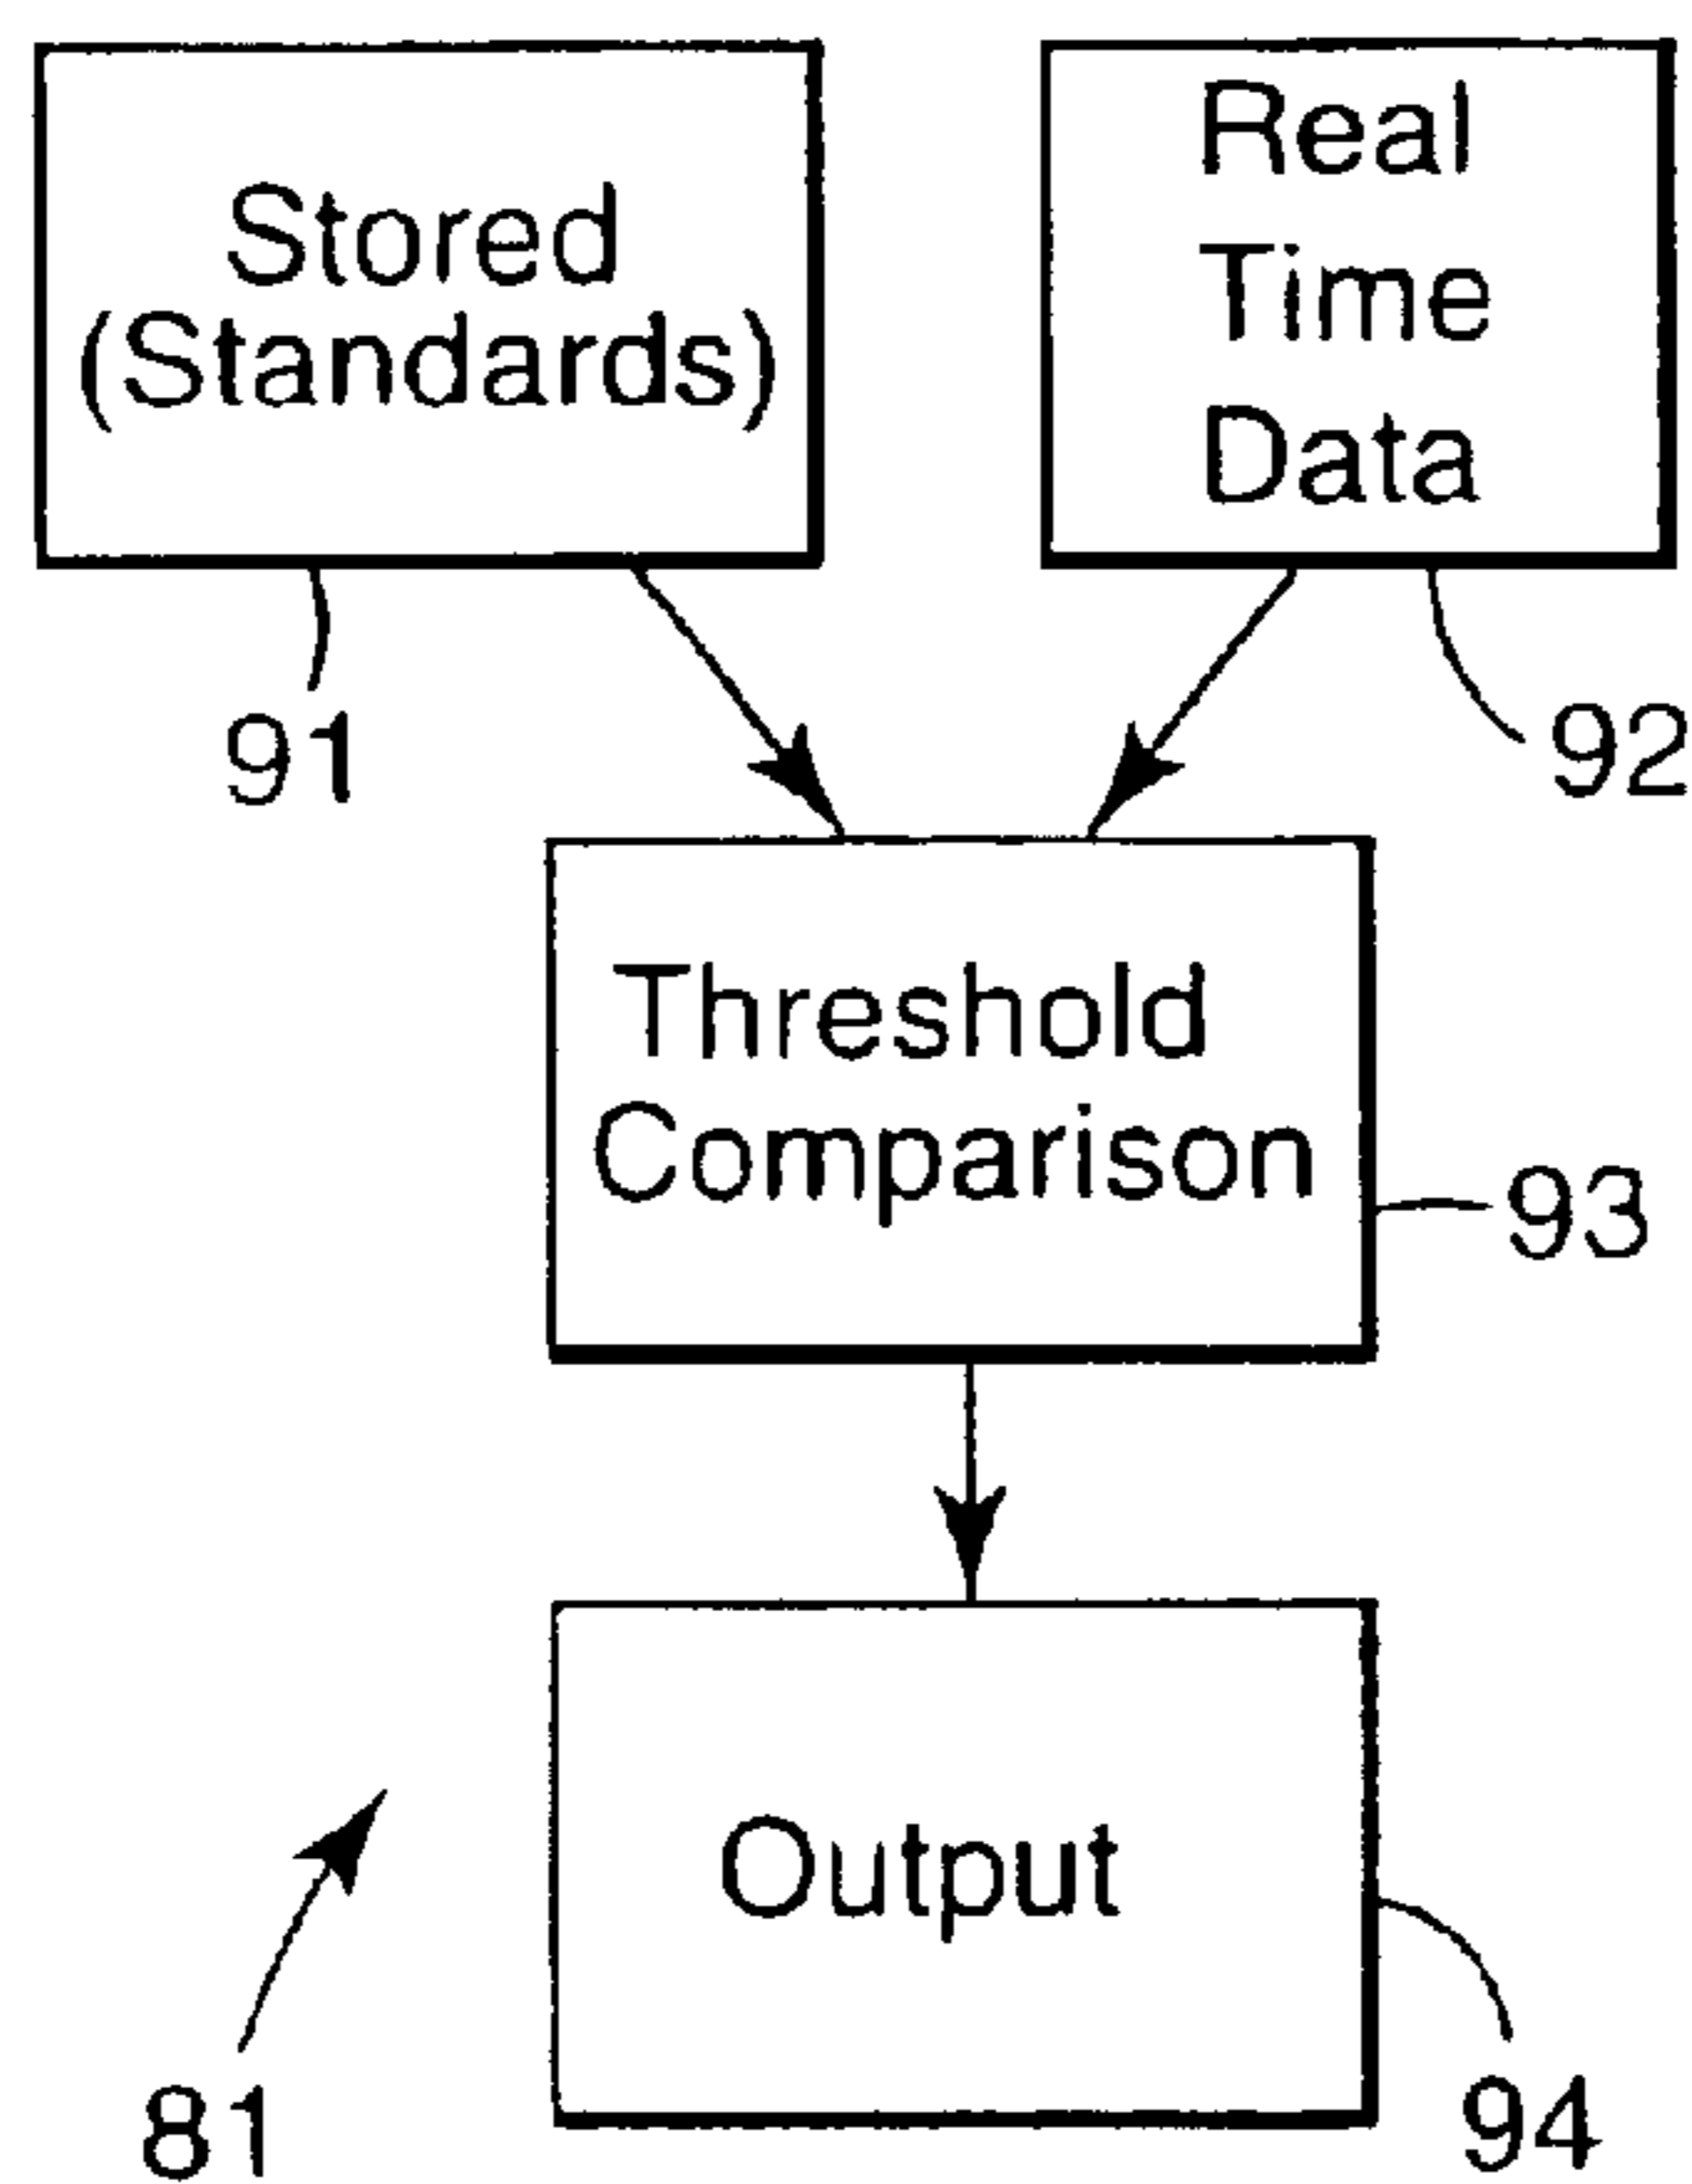 Stored
(Standards)
Real
Time
Data
91
92
Threshold
Comparison
93
Output
81
94